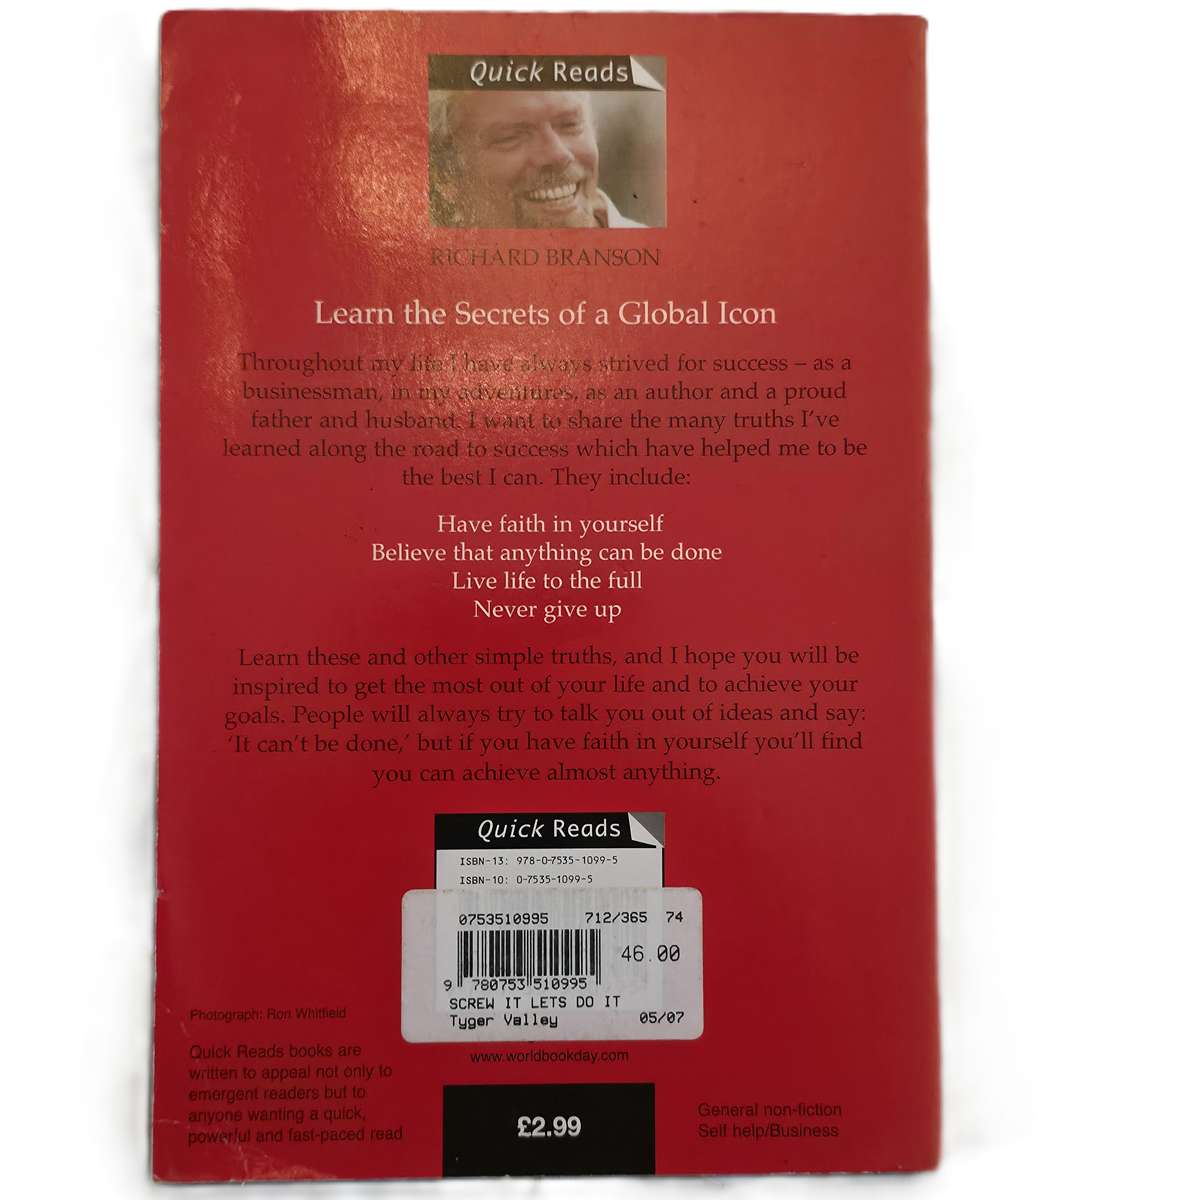 Quick Reads
RICHARD BRANSON
Learn the Secrets of a Global Icon
Throughout my life I have always strived for success – as a
businessman, in my adventures, as an author and a proud
father and husband. I want to share the many truths I've
learned along the road to success which have helped me to be
the best I can. They include:
Have faith in yourself
Believe that anything can be done
Live life to the full
Never give up
Learn these and other simple truths, and I hope you will be
inspired to get the most out of your life and to achieve your
goals. People will always try to talk you out of ideas and say:
'It can't be done,' but if you have faith in yourself you'll find
you can achieve almost anything.
Quick Reads
ISBN-13: 978-0-7535-1099-5
ISBN-10: 0-7535-1099-5
0753510995 712/365 74
46.00
9 780753 510995
SCREW IT LETS DO IT
Tyger Valley 05/07
www.worldbookday.com
Photograph: Ron Whitfield
Quick Reads books are
written to appeal not only to
emergent readers but to
anyone wanting a quick,
powerful and fast-paced read
£2.99
General non-fiction
Self help/Business